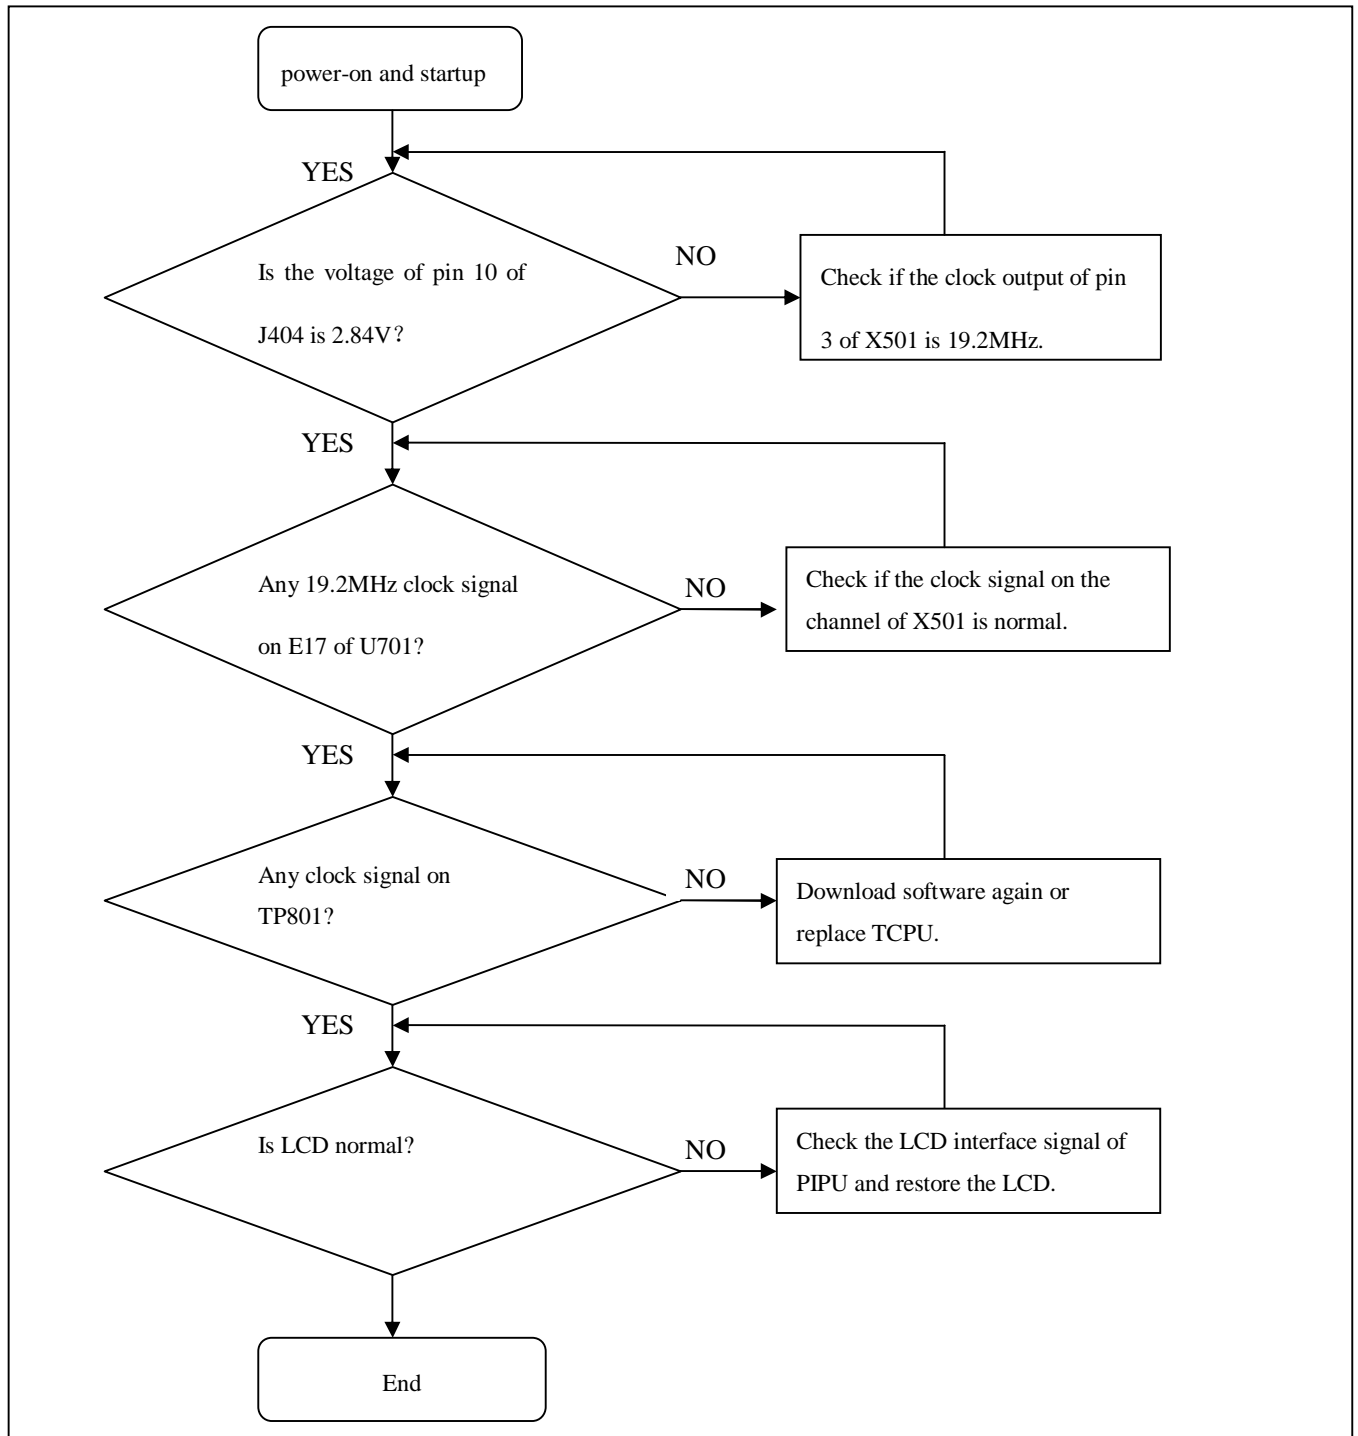 power-on and startup
YES
Is the voltage of pin 10 of
J404 is 2.84V?
NO
Check if the clock output of pin
3 of X501 is 19.2MHz.
YES
Any 19.2MHz clock signal
on E17 of U701?
NO
Check if the clock signal on the
channel of X501 is normal.
YES
Any clock signal on
TP801?
NO
Download software again or
replace TCPU.
YES
Is LCD normal?
NO
Check the LCD interface signal of
PIPU and restore the LCD.
End